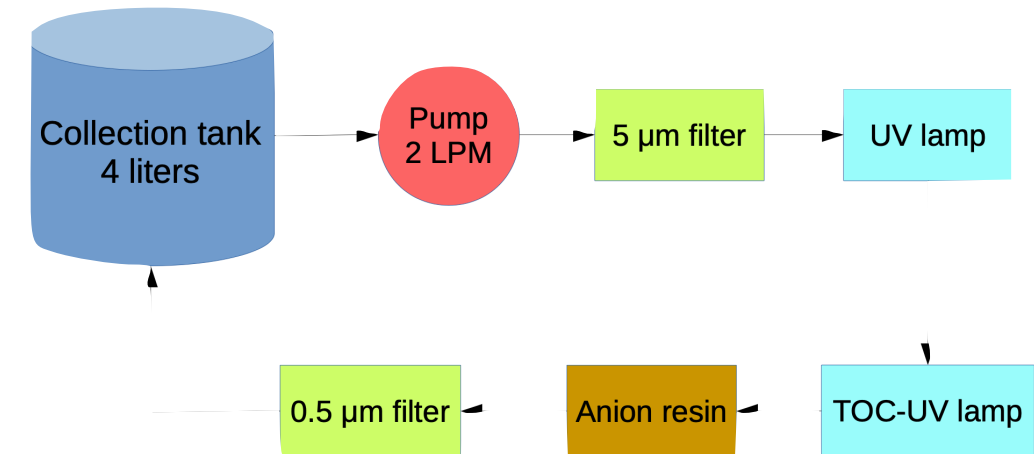 Collection tank
4 liters
Pump
2 LPM
5 μm filter
UV lamp
0.5 μm filter
Anion resin
TOC-UV lamp